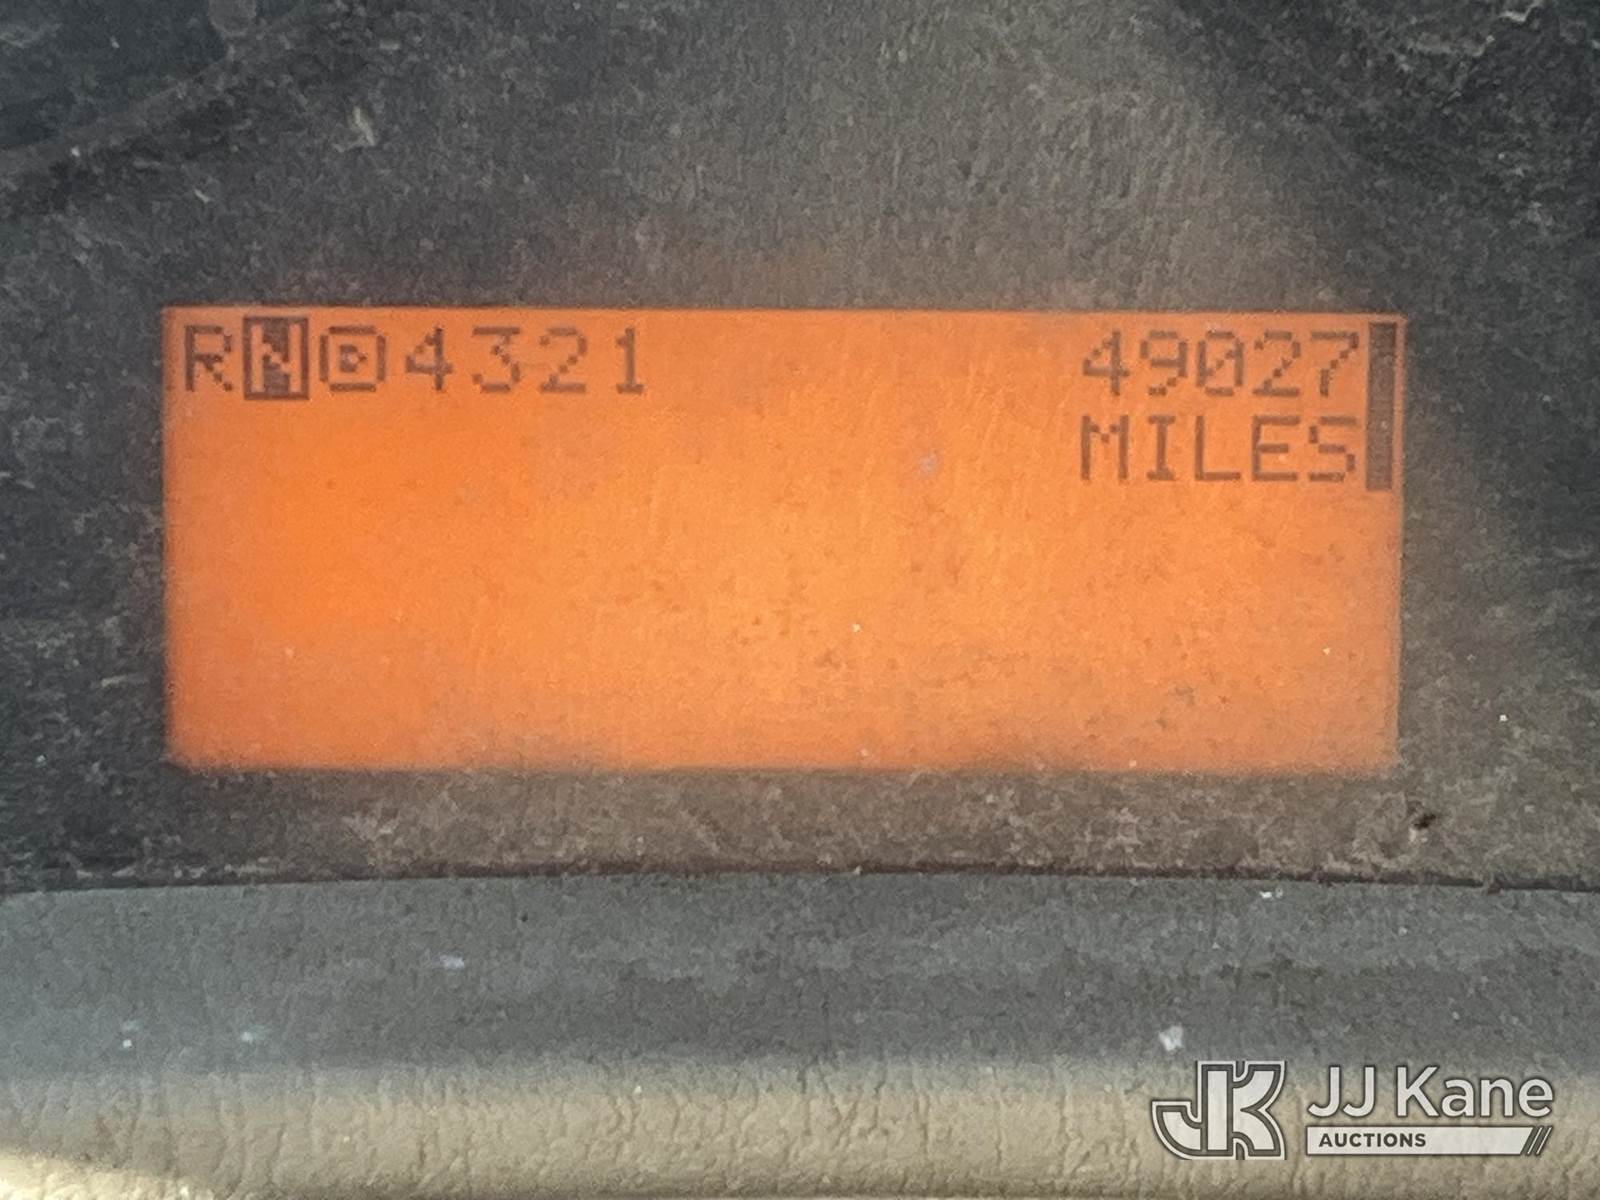 RND4321 49027
MILES
JJ Kane
AUCTIONS